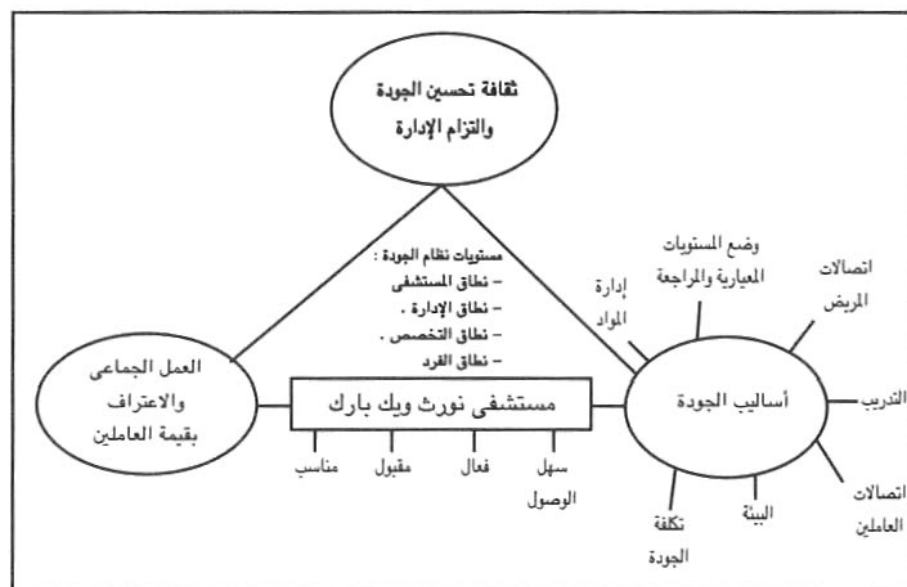 ثقافة تحسين الجودة
والتزام الإدارة
مستويات نظام الجودة :
– نطاق المستشفى
– نطاق الإدارة .
– نطاق التخصص .
– نطاق الفرد
إدارة
المواد
وضع المستويات
المعيارية والمراجعة
اتصالات
المريض
التدريب
اتصالات
العاملين
البيئة
تكلفة
الجودة
أساليب الجودة
مستشفى نورث ويك بارك
سهل
الوصول
فعال
مقبول
مناسب
العمل الجماعى
والاعتراف
بقيمة العاملين